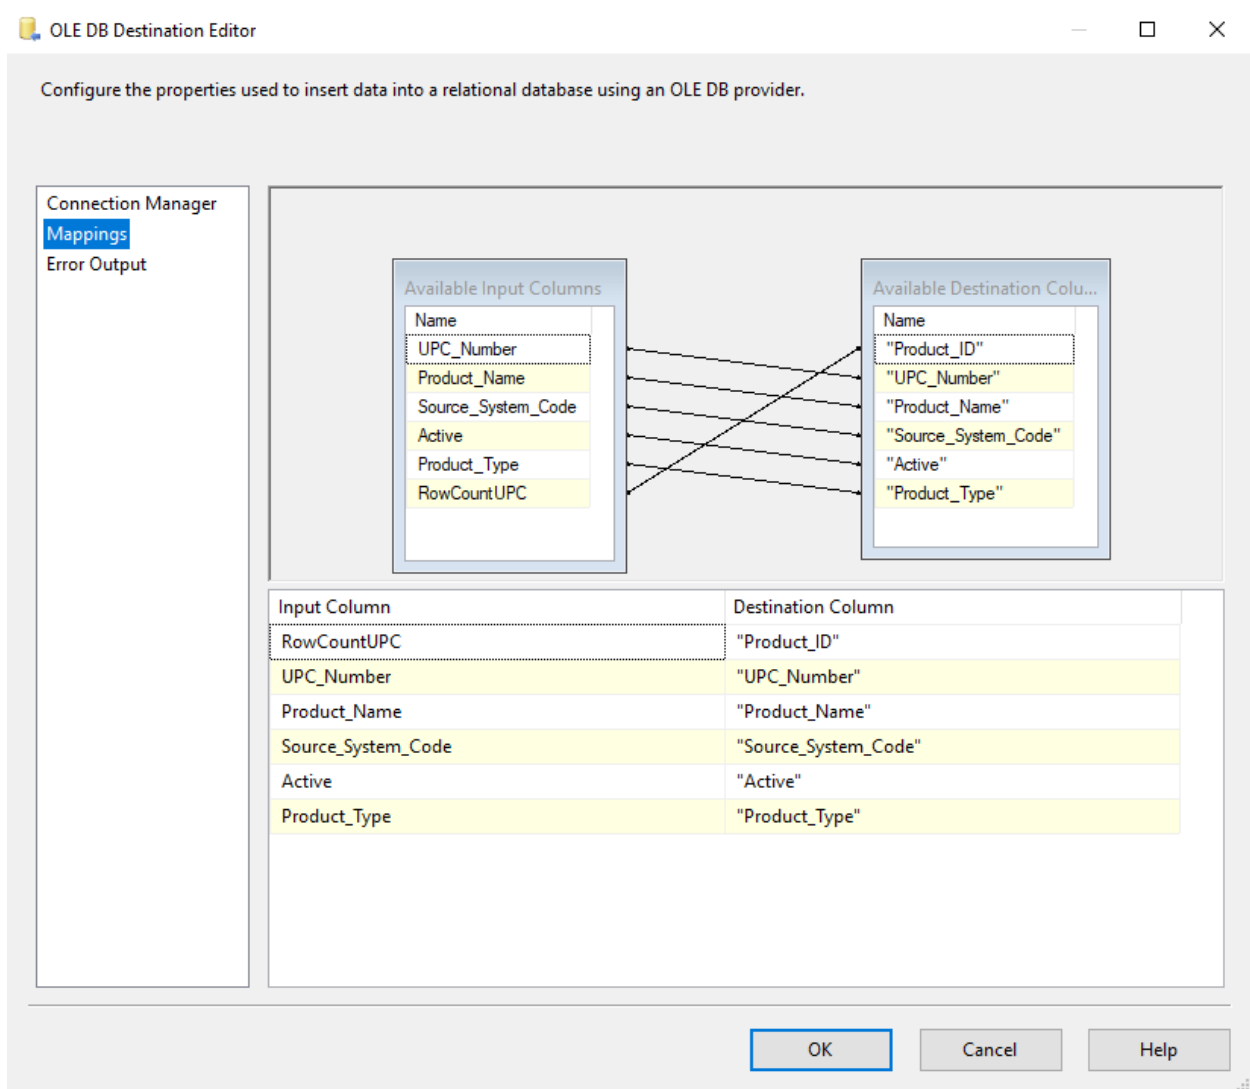 OLE DB Destination Editor
Configure the properties used to insert data into a relational database using an OLE DB provider.
Connection Manager
Mappings
Error Output
Available Input Columns
Name
UPC_Number
Product_Name
Source_System_Code
Active
Product_Type
RowCountUPC
Available Destination Colu...
Name
"Product_ID"
"UPC_Number"
"Product_Name"
"Source_System_Code"
"Active"
"Product_Type"
Input Column Destination Column
RowCountUPC "Product_ID"
UPC_Number "UPC_Number"
Product_Name "Product_Name"
Source_System_Code "Source_System_Code"
Active "Active"
Product_Type "Product_Type"
OK Cancel Help